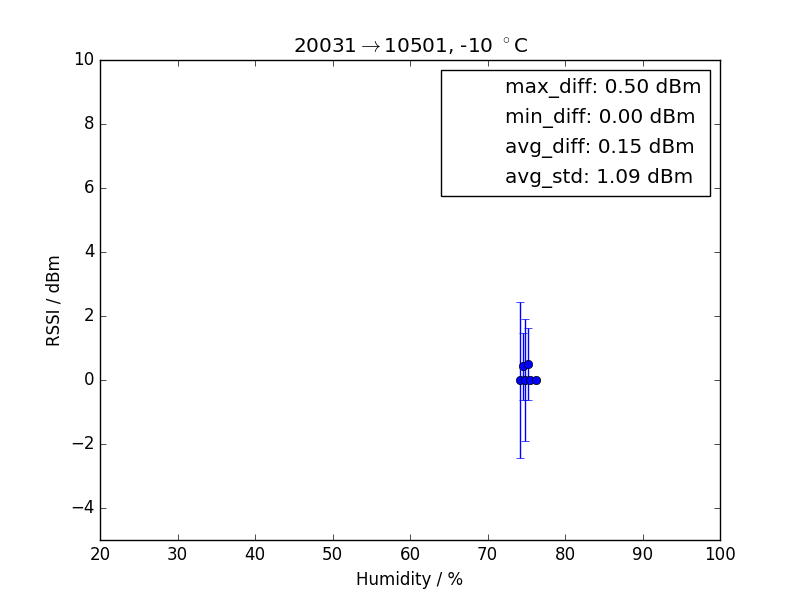 20031→10501, -10 °C
max_diff: 0.50 dBm
min_diff: 0.00 dBm
avg_diff: 0.15 dBm
avg_std: 1.09 dBm
10
8
6
4
2
0
−2
−4
RSSI / dBm
20 30 40 50 60 70 80 90 100
Humidity / %